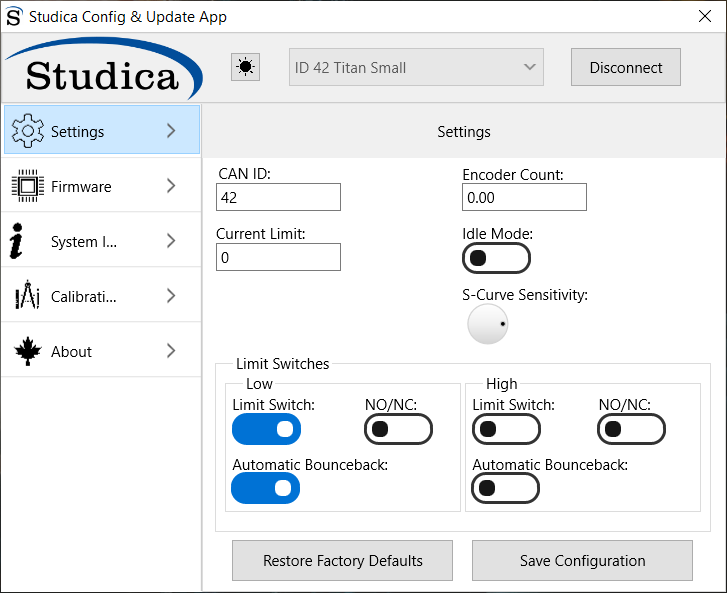 Studica Config & Update App
Studica
ID 42 Titan Small
Disconnect
Settings
Firmware
System I...
Calibrati...
About
Settings
CAN ID:
42
Encoder Count:
0.00
Current Limit:
0
Idle Mode:
S-Curve Sensitivity:
Limit Switches
Low
Limit Switch:
NO/NC:
Automatic Bounceback:
High
Limit Switch:
NO/NC:
Automatic Bounceback:
Restore Factory Defaults
Save Configuration